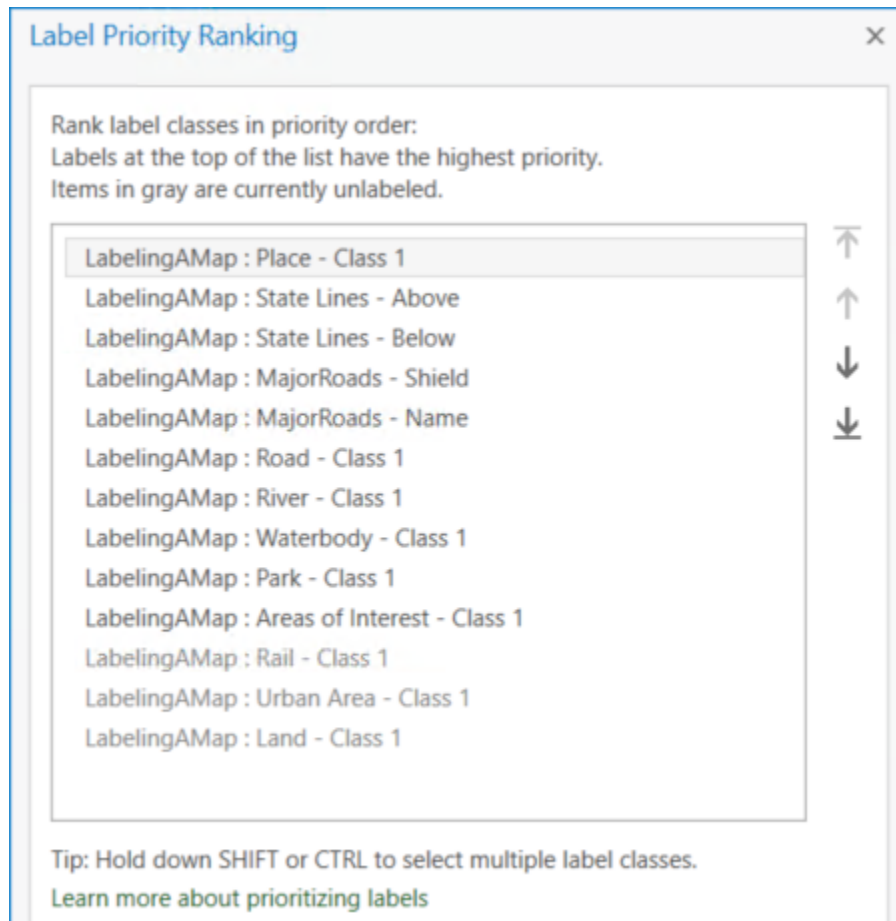 Label Priority Ranking
Rank label classes in priority order:
Labels at the top of the list have the highest priority.
Items in gray are currently unlabeled.
LabelingAMap : Place - Class 1
LabelingAMap : State Lines - Above
LabelingAMap : State Lines - Below
LabelingAMap : MajorRoads - Shield
LabelingAMap : MajorRoads - Name
LabelingAMap : Road - Class 1
LabelingAMap : River - Class 1
LabelingAMap : Waterbody - Class 1
LabelingAMap : Park - Class 1
LabelingAMap : Areas of Interest - Class 1
LabelingAMap : Rail - Class 1
LabelingAMap : Urban Area - Class 1
LabelingAMap : Land - Class 1
Tip: Hold down SHIFT or CTRL to select multiple label classes.
Learn more about prioritizing labels